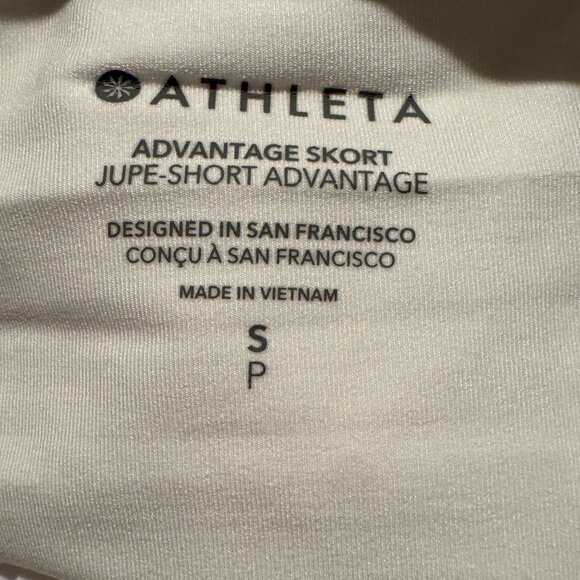 ATHLETA
ADVANTAGE SKORT
JUPE-SHORT ADVANTAGE
DESIGNED IN SAN FRANCISCO
CONÇU À SAN FRANCISCO
MADE IN VIETNAM
S
P